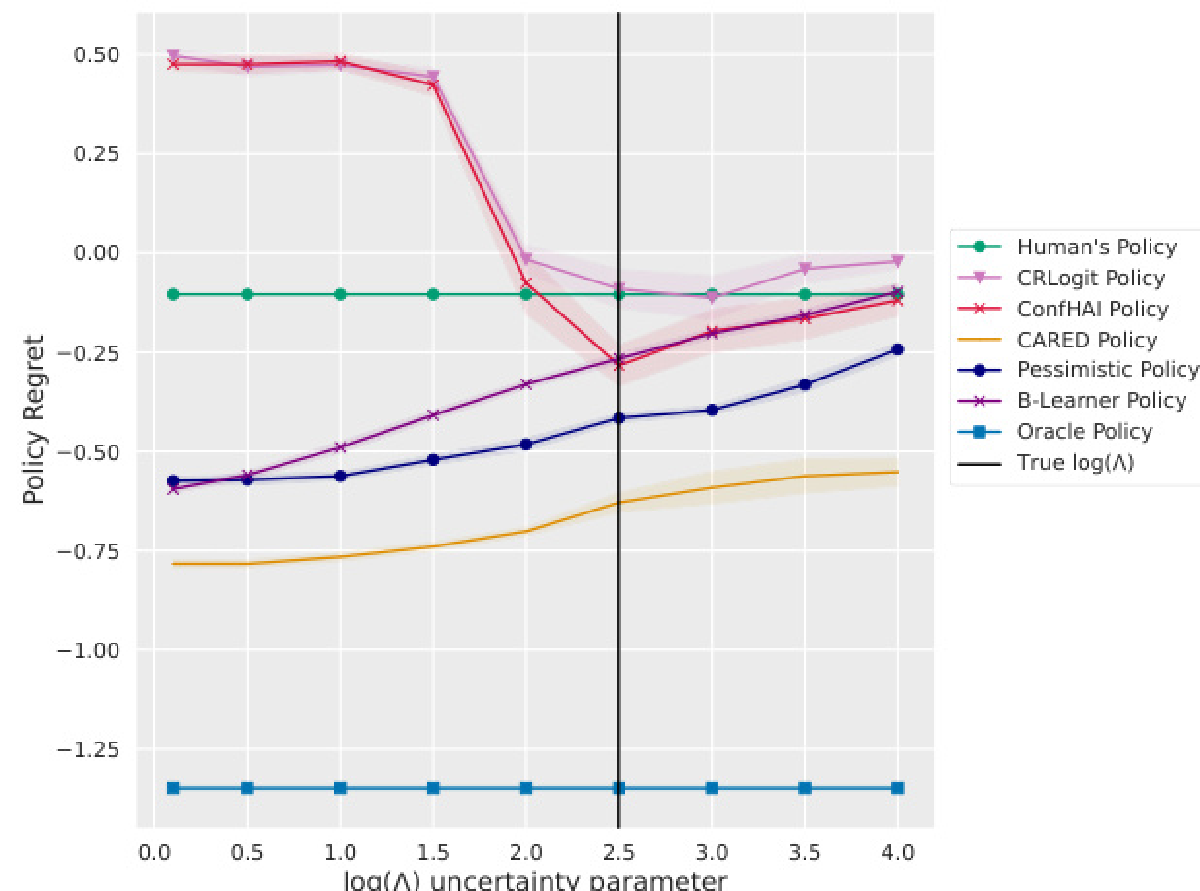 0.50
0.25
0.00
−0.25
−0.50
−0.75
−1.00
−1.25
Policy Regret
0.0 0.5 1.0 1.5 2.0 2.5 3.0 3.5 4.0
log(Λ) uncertainty parameter
Human's Policy
CRLogit Policy
ConfHAI Policy
CARED Policy
Pessimistic Policy
B-Learner Policy
Oracle Policy
True log(Λ)